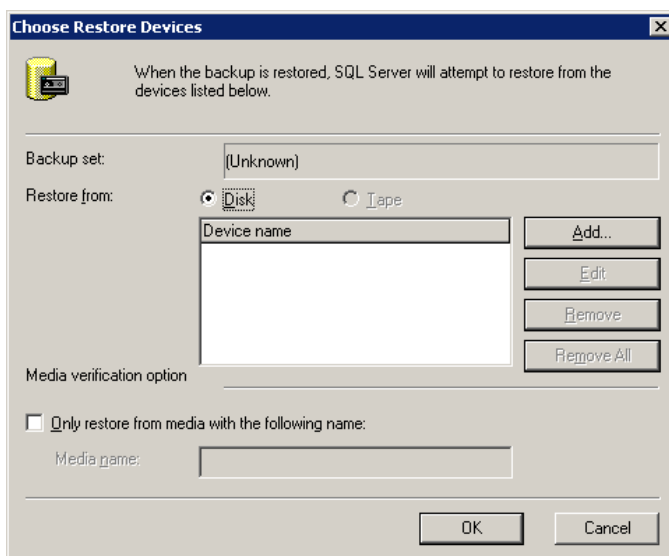 Choose Restore Devices
When the backup is restored, SQL Server will attempt to restore from the
devices listed below.
Backup set:
(Unknown)
Restore from:
Disk
Tape
Device name
Add...
Edit
Remove
Remove All
Media verification option
Only restore from media with the following name:
Media name:
OK
Cancel